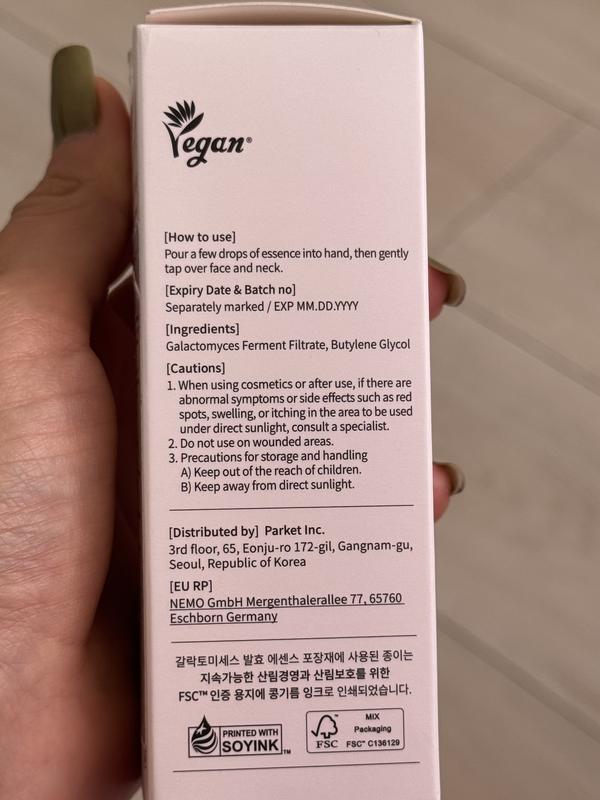 Vegan®
[How to use]
Pour a few drops of essence into hand, then gently
tap over face and neck.
[Expiry Date & Batch no]
Separately marked / EXP MM.DD.YYYY
[Ingredients]
Galactomyces Ferment Filtrate, Butylene Glycol
[Cautions]
1. When using cosmetics or after use, if there are
abnormal symptoms or side effects such as red
spots, swelling, or itching in the area to be used
under direct sunlight, consult a specialist.
2. Do not use on wounded areas.
3. Precautions for storage and handling
A) Keep out of the reach of children.
B) Keep away from direct sunlight.
[Distributed by] Parket Inc.
3rd floor, 65, Eonju-ro 172-gil, Gangnam-gu,
Seoul, Republic of Korea
[EU RP]
NEMO GmbH Mergenthalerallee 77, 65760
Eschborn Germany
갈락토미세스 발효 에센스 포장재에 사용된 종이는
지속가능한 산림경영과 산림보호를 위한
FSC™ 인증 용지에 콩기름 잉크로 인쇄되었습니다.
PRINTED WITH
SOYINK™
FSC
MIX
Packaging
FSC™ C136129